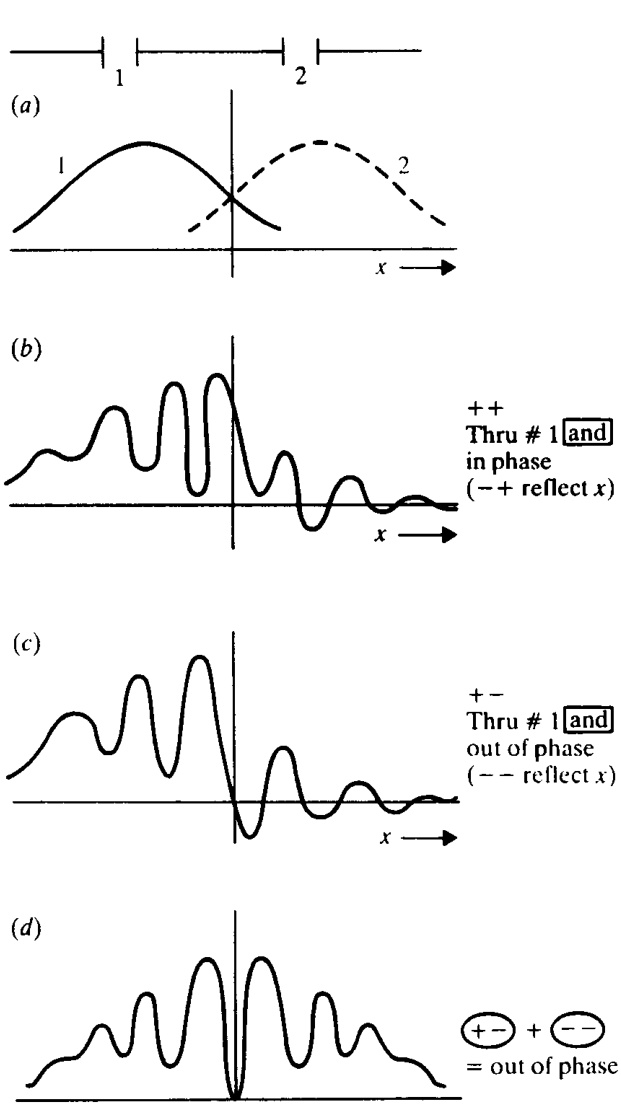 1
2
(a)
1
2
x
(b)
++
Thru # 1 and
in phase
(−+ reflect x)
x
(c)
+−
Thru # 1 and
out of phase
(−− reflect x)
x
(d)
+− + −−
= out of phase